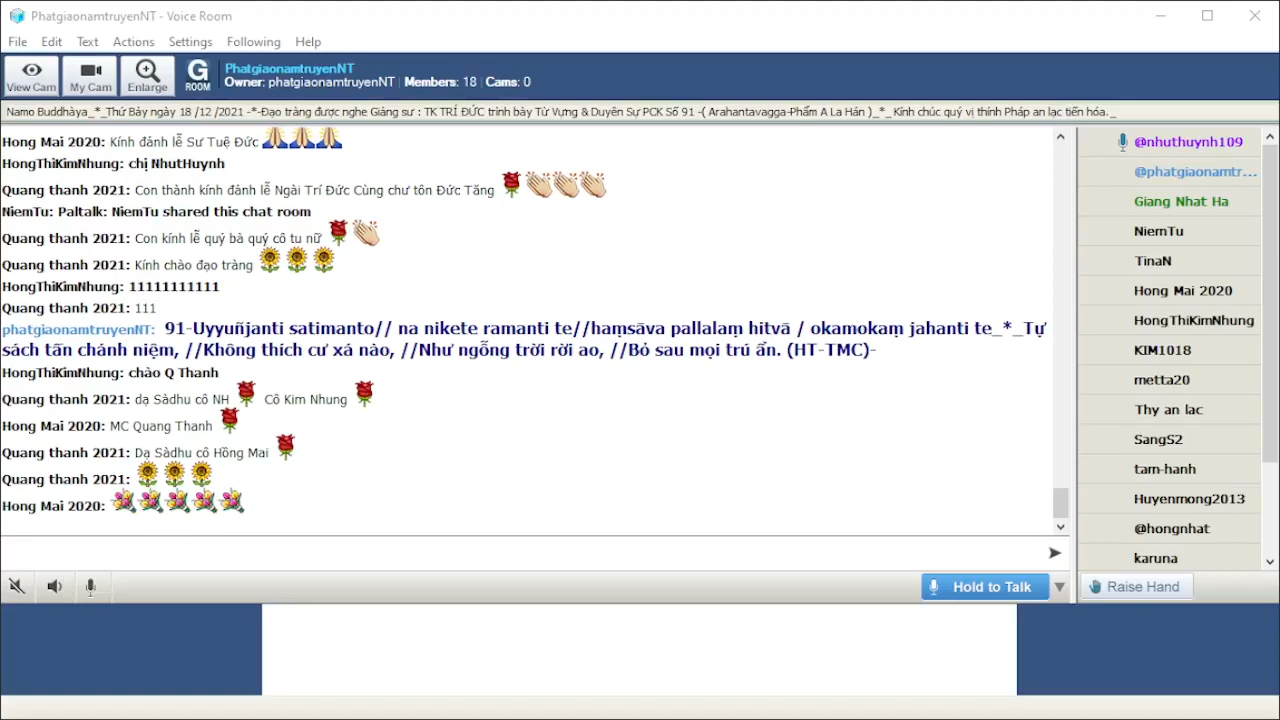 PhatgiaonamtruyenNT - Voice Room
File Edit Text Actions Settings Following Help
View Cam My Cam Enlarge G ROOM
PhatgiaonamtruyenNT
Owner: phatgiaonamtruyenNT | Members: 18 | Cams: 0
Namo Buddhàya_*_Thứ Bảy ngày 18 /12 /2021 -*-Đạo tràng được nghe Giảng sư : TK TRÍ ĐỨC trình bày Từ Vựng & Duyên Sự PCK Số 91 -( Arahantavagga-Phẩm A La Hán )_*_Kính chúc quý vị thính Pháp an lạc tiến hóa._
Hong Mai 2020: Kính đảnh lễ Sư Tuệ Đức
HongThiKimNhung: chị NhutHuynh
Quang thanh 2021: Con thành kính đảnh lễ Ngài Trí Đức Cùng chư tôn Đức Tăng
NiemTu: Paltalk: NiemTu shared this chat room
Quang thanh 2021: Con kính lễ quý bà quý cô tu nữ
Quang thanh 2021: Kính chào đạo tràng
HongThiKimNhung: 11111111111
Quang thanh 2021: 111
phatgiaonamtruyenNT: 91-Uyyuñjanti satimanto// na nikete ramanti te//haṃsāva pallalaṃ hitvā / okamokaṃ jahanti te_*_Tự
sách tấn chánh niệm, //Không thích cư xá nào, //Như ngỗng trời rời ao, //Bỏ sau mọi trú ẩn. (HT-TMC)-
HongThiKimNhung: chào Q Thanh
Quang thanh 2021: dạ Sàdhu cô NH Cô Kim Nhung
Hong Mai 2020: MC Quang Thanh
Quang thanh 2021: Dạ Sàdhu cô Hồng Mai
Quang thanh 2021:
Hong Mai 2020:
@nhuthuynh109
@phatgiaonamtr...
Giang Nhat Ha
NiemTu
TinaN
Hong Mai 2020
HongThiKimNhung
KIM1018
metta20
Thy an lac
SangS2
tam-hanh
Huyenmong2013
@hongnhat
karuna
Hold to Talk
Raise Hand